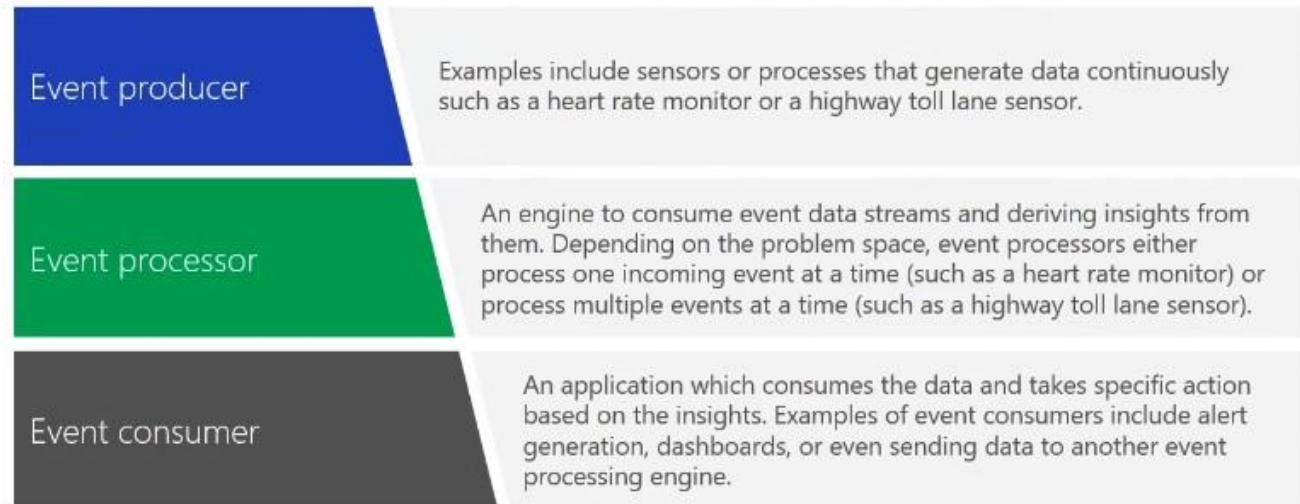 Event producer
Examples include sensors or processes that generate data continuously
such as a heart rate monitor or a highway toll lane sensor.
Event processor
An engine to consume event data streams and deriving insights from
them. Depending on the problem space, event processors either
process one incoming event at a time (such as a heart rate monitor) or
process multiple events at a time (such as a highway toll lane sensor).
Event consumer
An application which consumes the data and takes specific action
based on the insights. Examples of event consumers include alert
generation, dashboards, or even sending data to another event
processing engine.